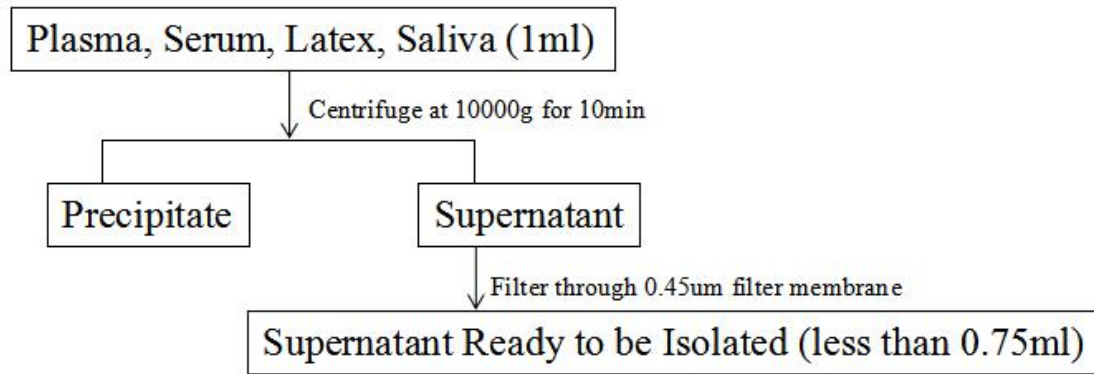 Plasma, Serum, Latex, Saliva (1ml)
Centrifuge at 10000g for 10min
Precipitate
Supernatant
Filter through 0.45um filter membrane
Supernatant Ready to be Isolated (less than 0.75ml)